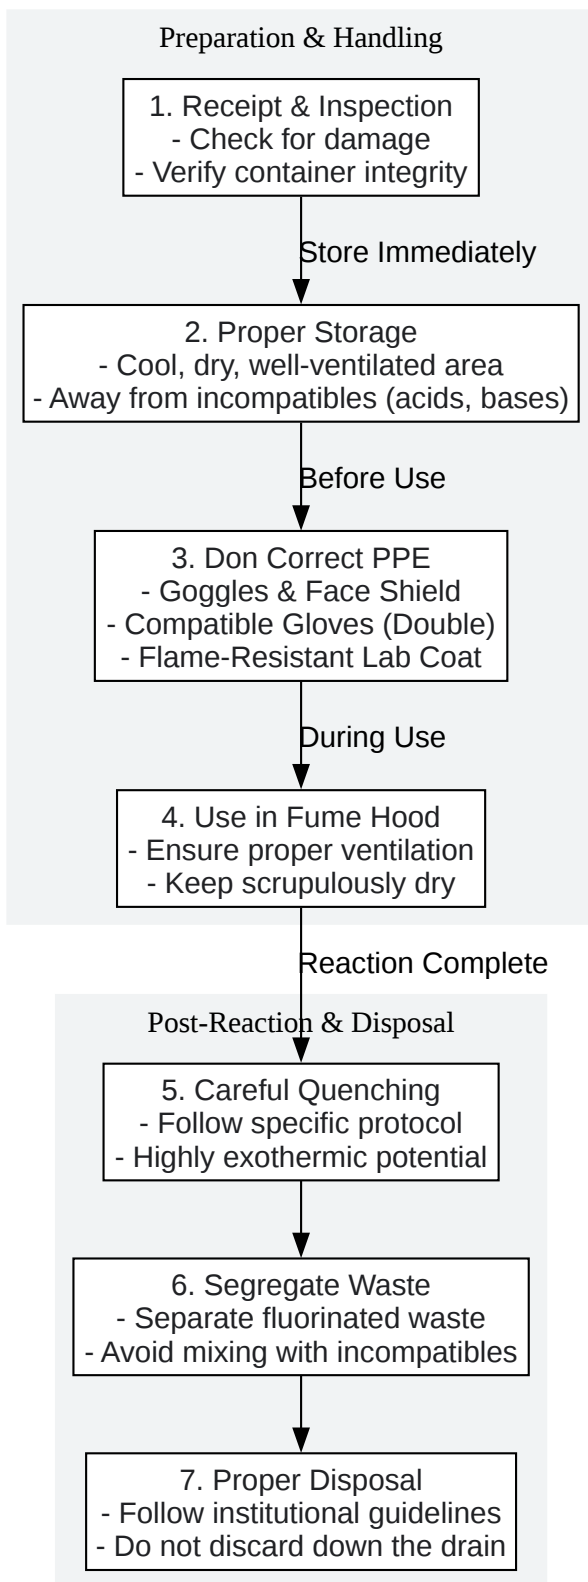 Preparation & Handling
1. Receipt & Inspection
- Check for damage
- Verify container integrity
Store Immediately
2. Proper Storage
- Cool, dry, well-ventilated area
- Away from incompatibles (acids, bases)
Before Use
3. Don Correct PPE
- Goggles & Face Shield
- Compatible Gloves (Double)
- Flame-Resistant Lab Coat
During Use
4. Use in Fume Hood
- Ensure proper ventilation
- Keep scrupulously dry
Reaction Complete
Post-Reaction & Disposal
5. Careful Quenching
- Follow specific protocol
- Highly exothermic potential
6. Segregate Waste
- Separate fluorinated waste
- Avoid mixing with incompatibles
7. Proper Disposal
- Follow institutional guidelines
- Do not discard down the drain